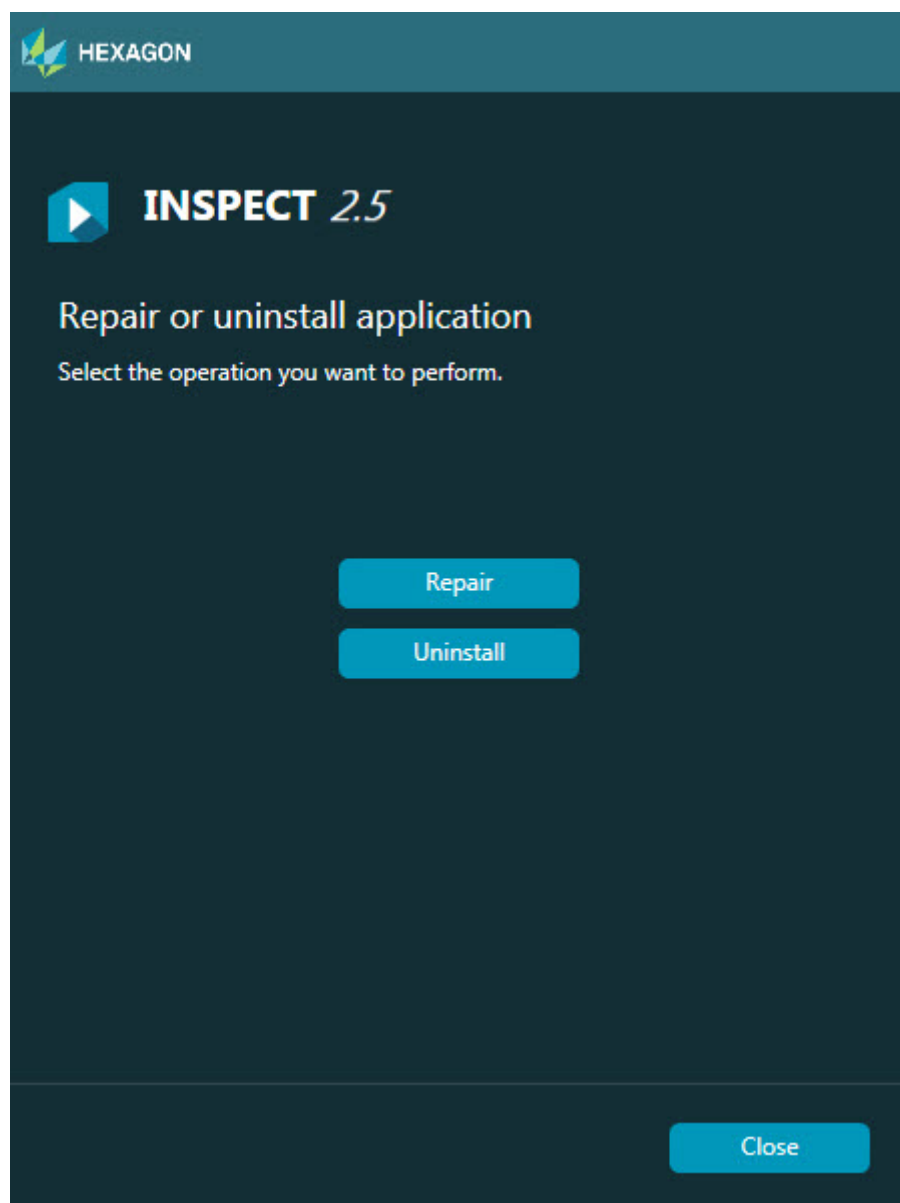 HEXAGON
INSPECT 2.5
Repair or uninstall application
Select the operation you want to perform.
Repair
Uninstall
Close